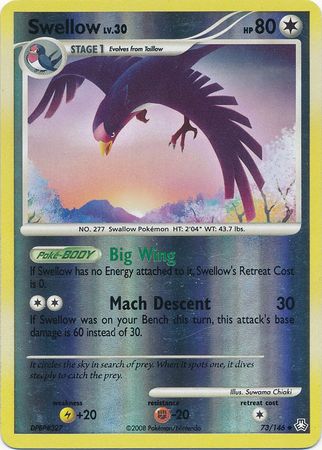 Swellow LV.30 HP 80
STAGE 1 Evolves from Taillow
NO. 277 Swallow Pokémon HT: 2'04" WT: 43.7 lbs.
Poké-BODY Big Wing
If Swellow has no Energy attached to it, Swellow's Retreat Cost
is 0.
Mach Descent 30
If Swellow was on your Bench this turn, this attack's base
damage is 60 instead of 30.
It circles the sky in search of prey. When it spots one, it dives
steeply to catch the prey.
Illus. Suwama Chiaki
weakness resistance retreat cost
+20 -20
DPBP#327 ©2008 Pokémon/Nintendo 73/146